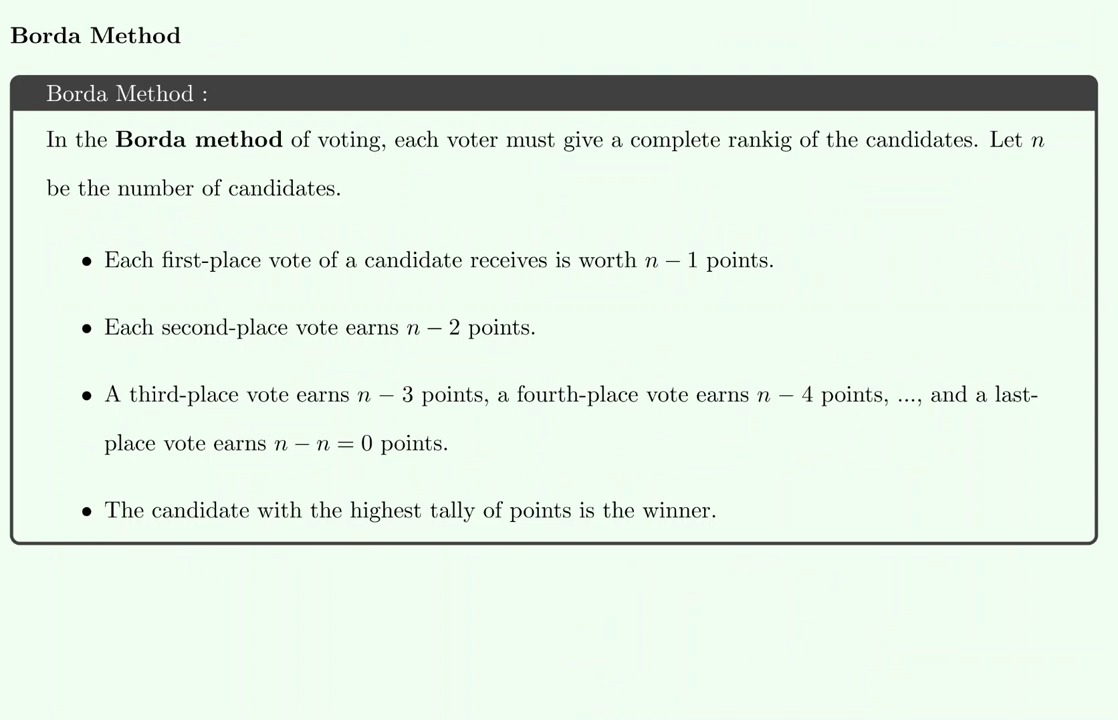 Borda Method
Borda Method :
In the Borda method of voting, each voter must give a complete rankig of the candidates. Let n
be the number of candidates.
• Each first-place vote of a candidate receives is worth n − 1 points.
• Each second-place vote earns n − 2 points.
• A third-place vote earns n − 3 points, a fourth-place vote earns n − 4 points, ..., and a last-
place vote earns n − n = 0 points.
• The candidate with the highest tally of points is the winner.